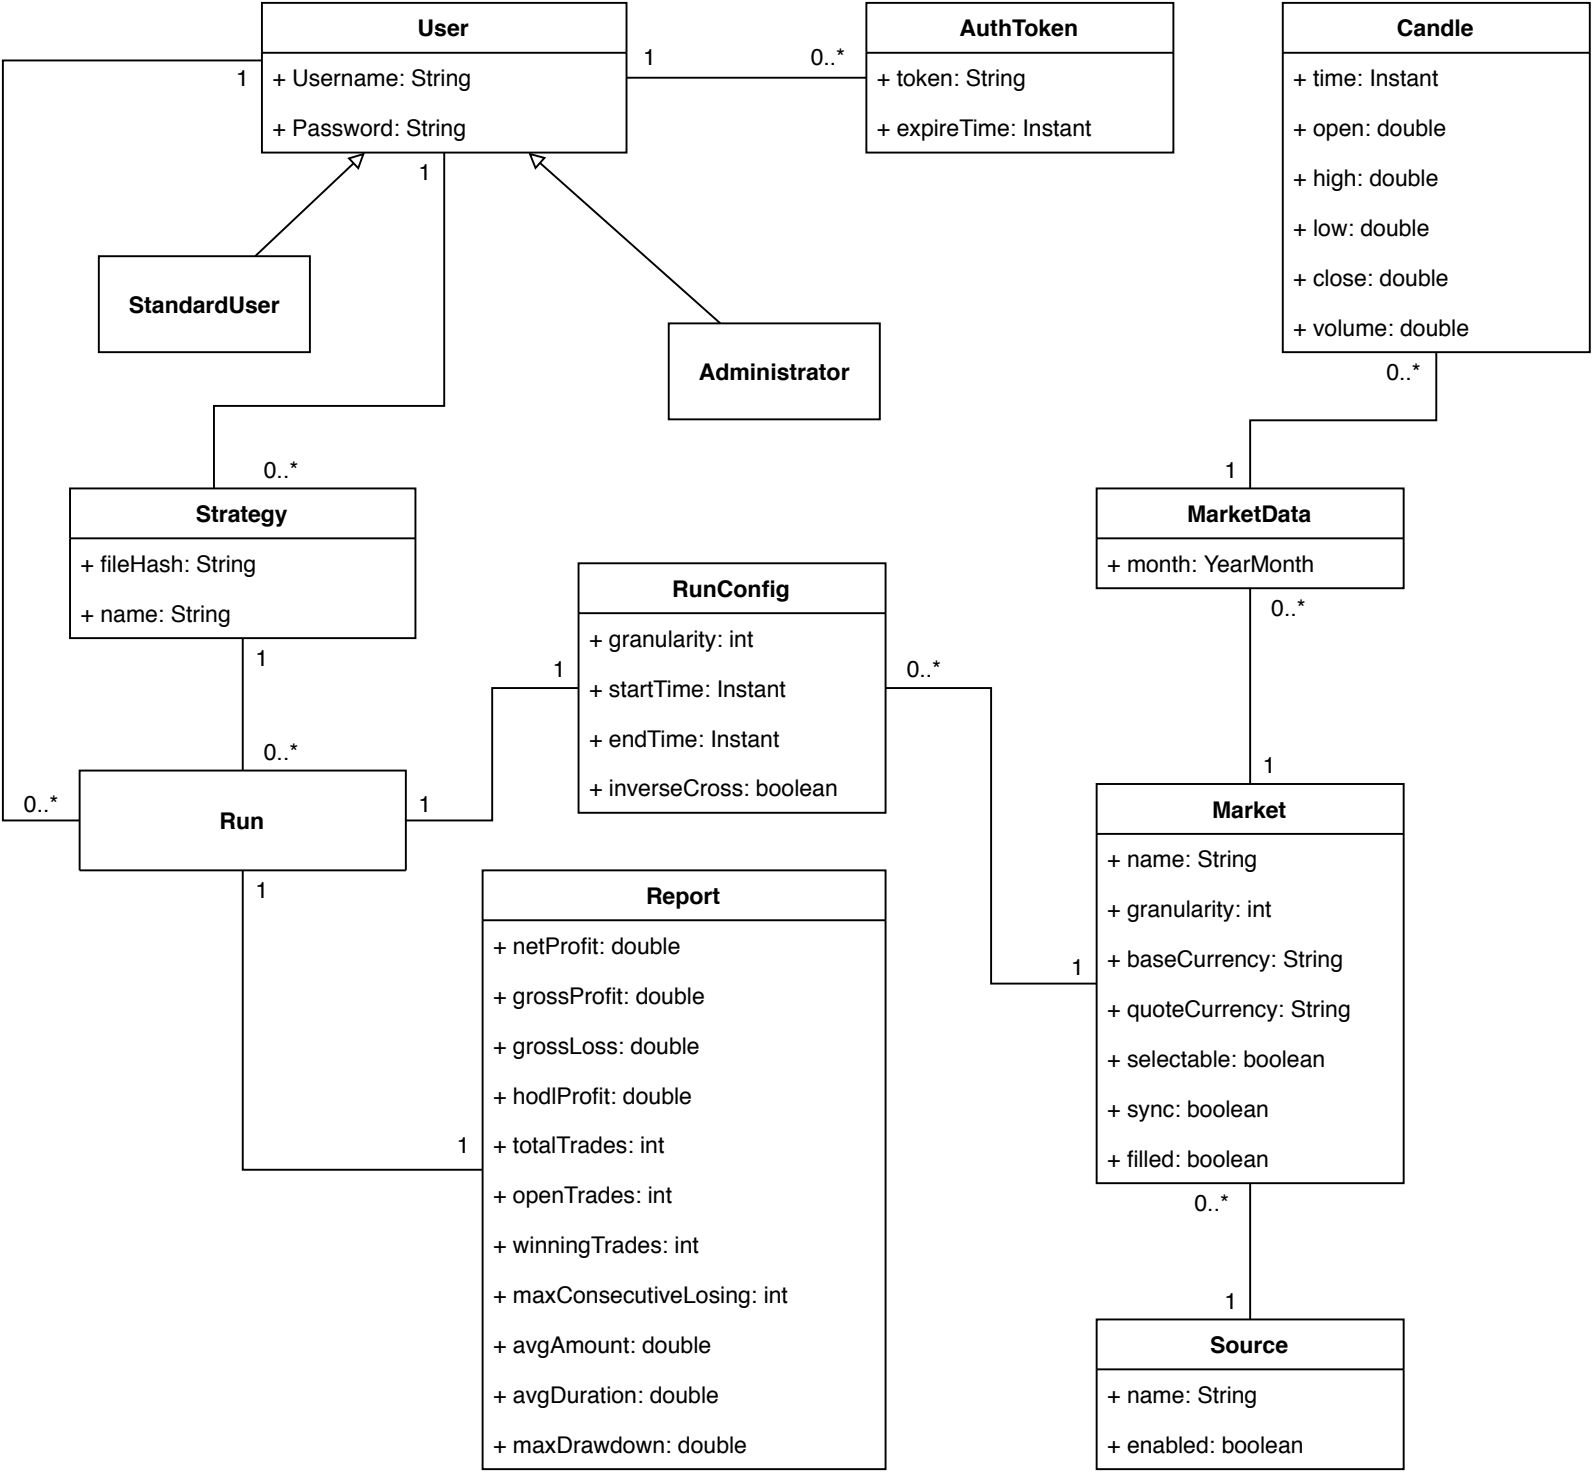 User
+ Username: String
+ Password: String
1
1
0..*
AuthToken
+ token: String
+ expireTime: Instant
Candle
+ time: Instant
+ open: double
+ high: double
+ low: double
+ close: double
+ volume: double
0..*
1
StandardUser
Administrator
0..*
1
Strategy
+ fileHash: String
+ name: String
1
0..*
MarketData
+ month: YearMonth
0..*
1
RunConfig
+ granularity: int
+ startTime: Instant
+ endTime: Instant
+ inverseCross: boolean
1
0..*
0..*
Run
1
1
1
Market
+ name: String
+ granularity: int
+ baseCurrency: String
+ quoteCurrency: String
+ selectable: boolean
+ sync: boolean
+ filled: boolean
1
0..*
Report
+ netProfit: double
+ grossProfit: double
+ grossLoss: double
+ hodlProfit: double
+ totalTrades: int
+ openTrades: int
+ winningTrades: int
+ maxConsecutiveLosing: int
+ avgAmount: double
+ avgDuration: double
+ maxDrawdown: double
1
Source
+ name: String
+ enabled: boolean